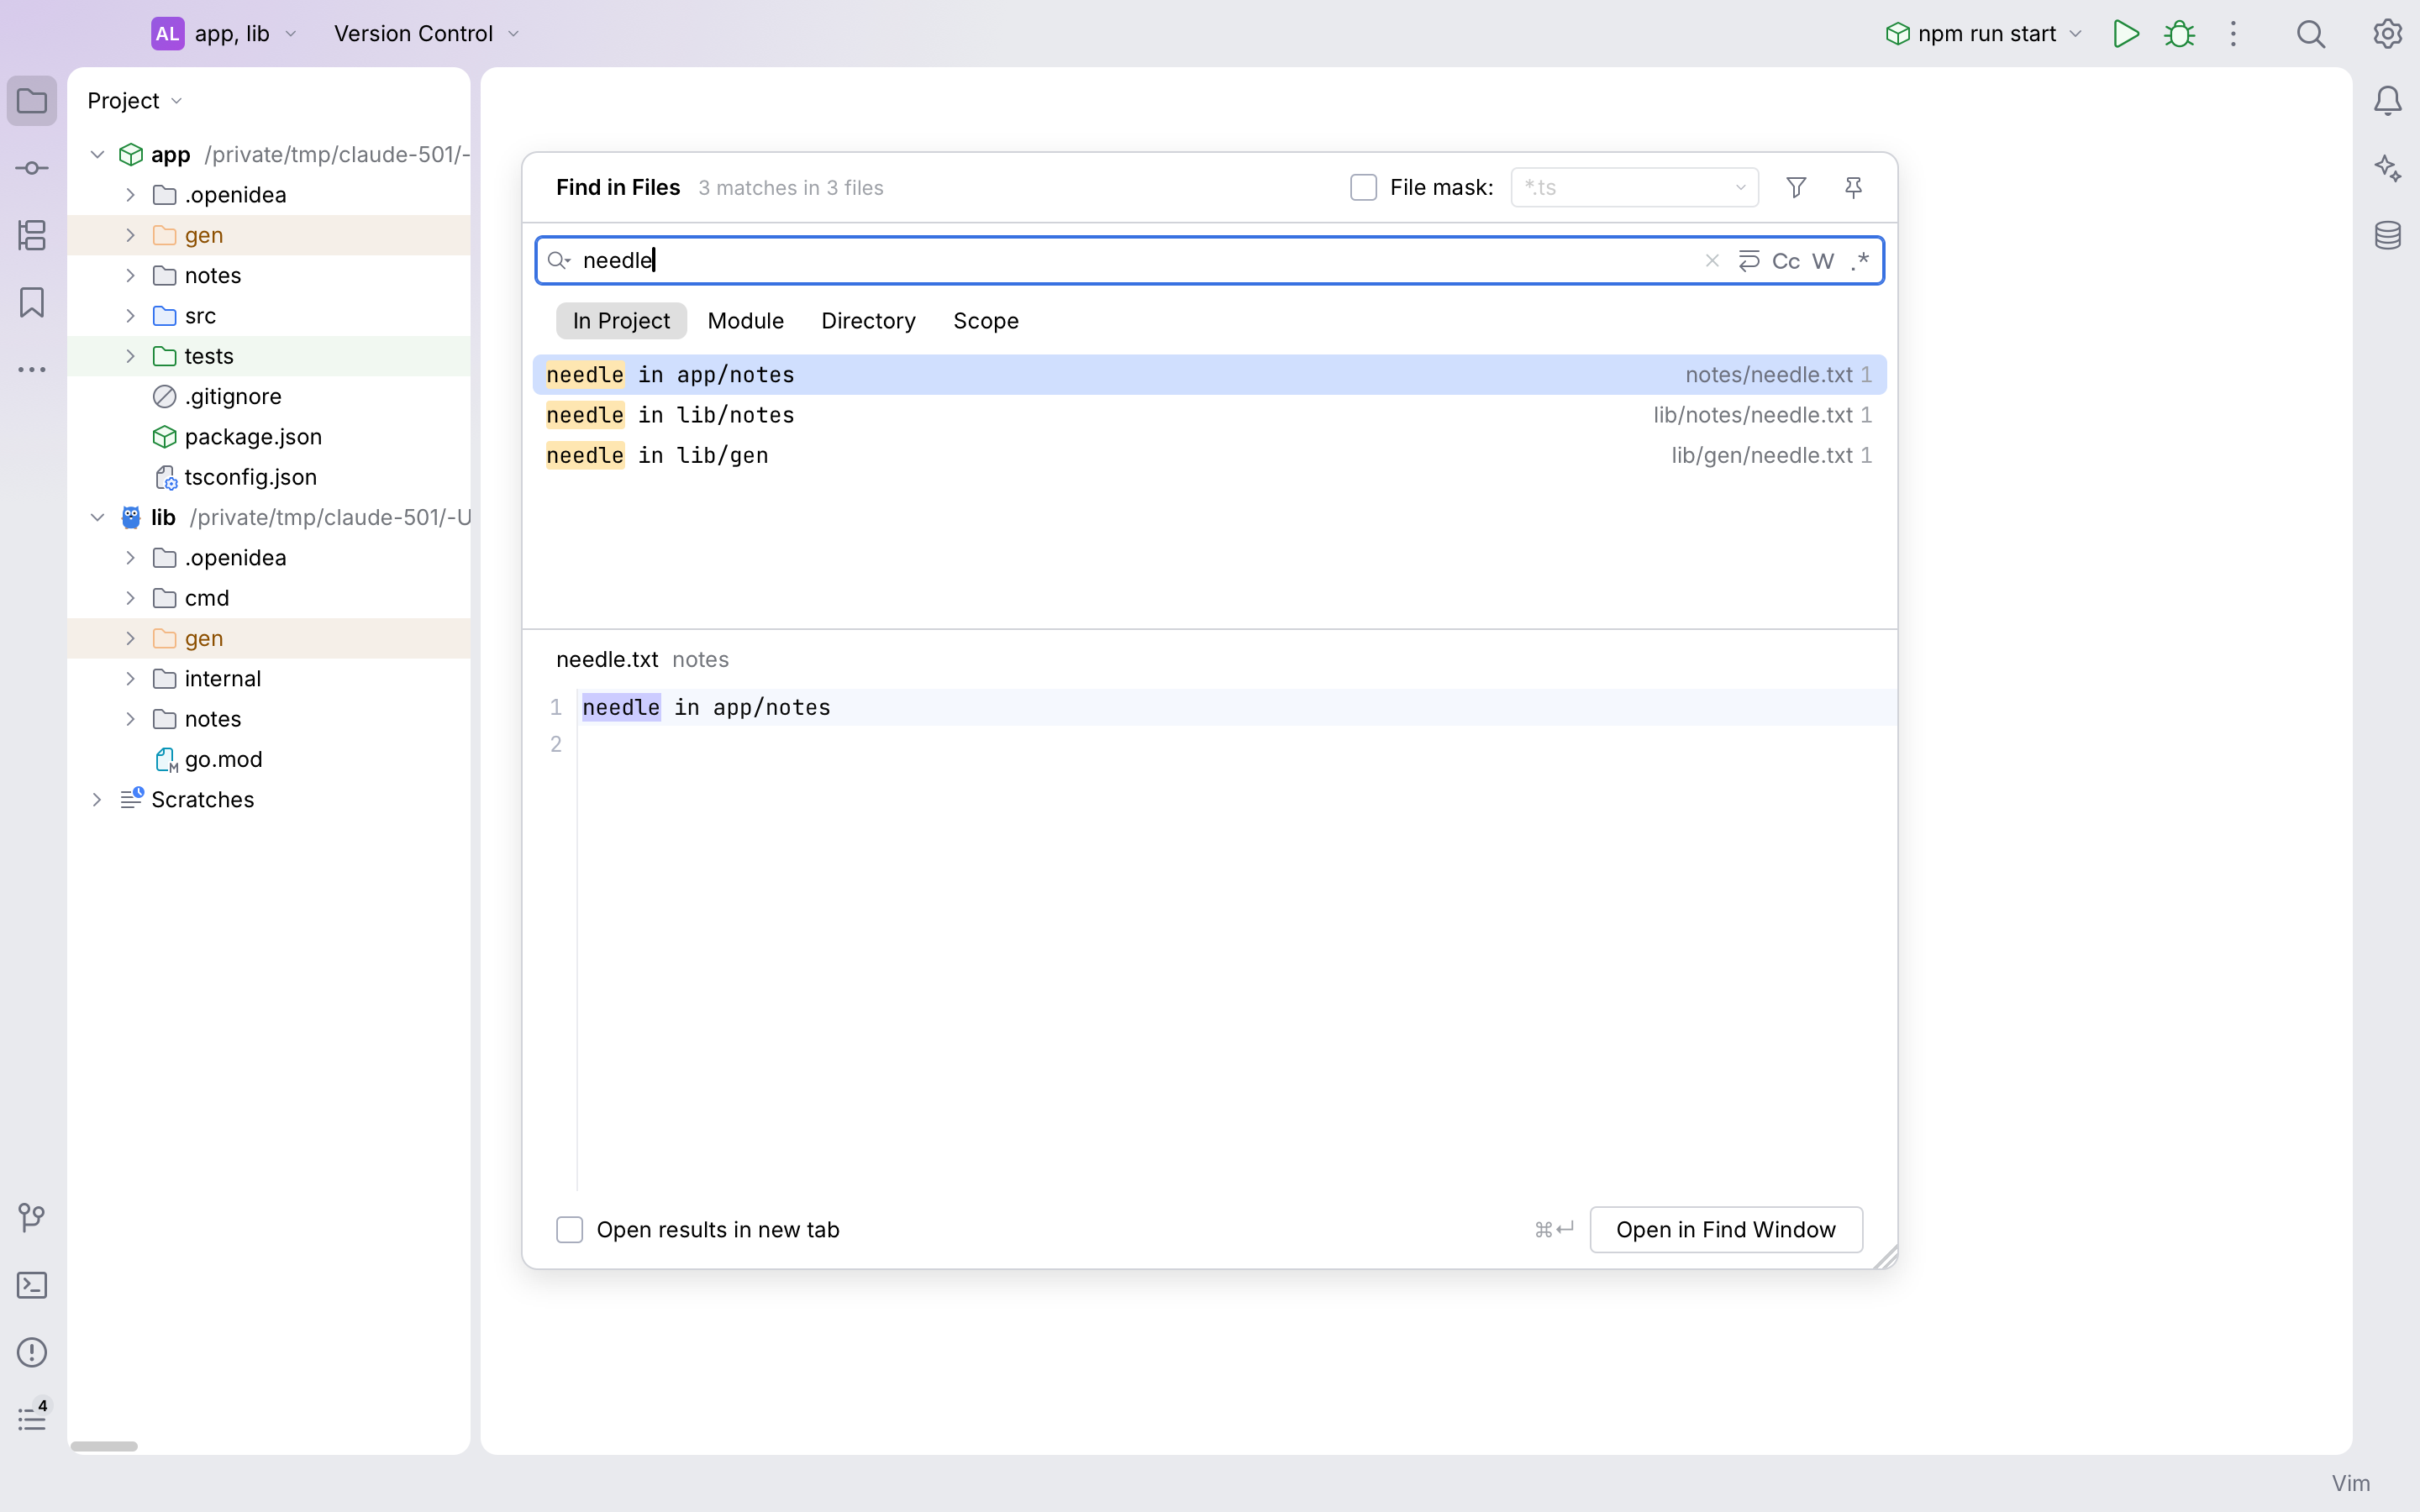 AL app, lib Version Control npm run start
Project
app /private/tmp/claude-501/-
.openidea
gen
notes
src
tests
.gitignore
package.json
tsconfig.json
lib /private/tmp/claude-501/-U
.openidea
cmd
gen
internal
notes
go.mod
Scratches
4
Find in Files 3 matches in 3 files File mask: *.ts
needle Cc W .*
In Project Module Directory Scope
needle in app/notes notes/needle.txt 1
needle in lib/notes lib/notes/needle.txt 1
needle in lib/gen lib/gen/needle.txt 1
needle.txt notes
1 needle in app/notes
2
Open results in new tab ⌘↵ Open in Find Window
Vim